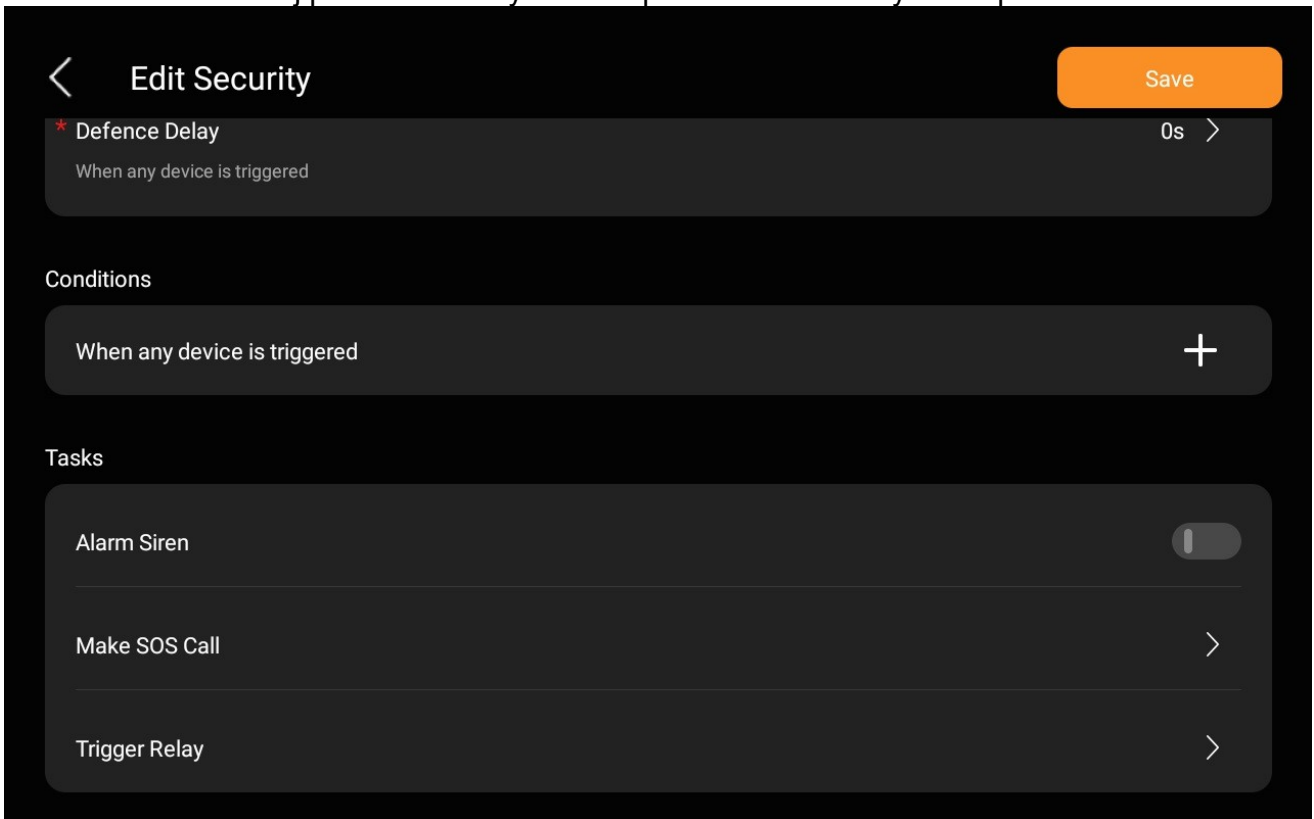 Edit Security
Save
* Defence Delay
0s
When any device is triggered
Conditions
When any device is triggered
Tasks
Alarm Siren
Make SOS Call
Trigger Relay